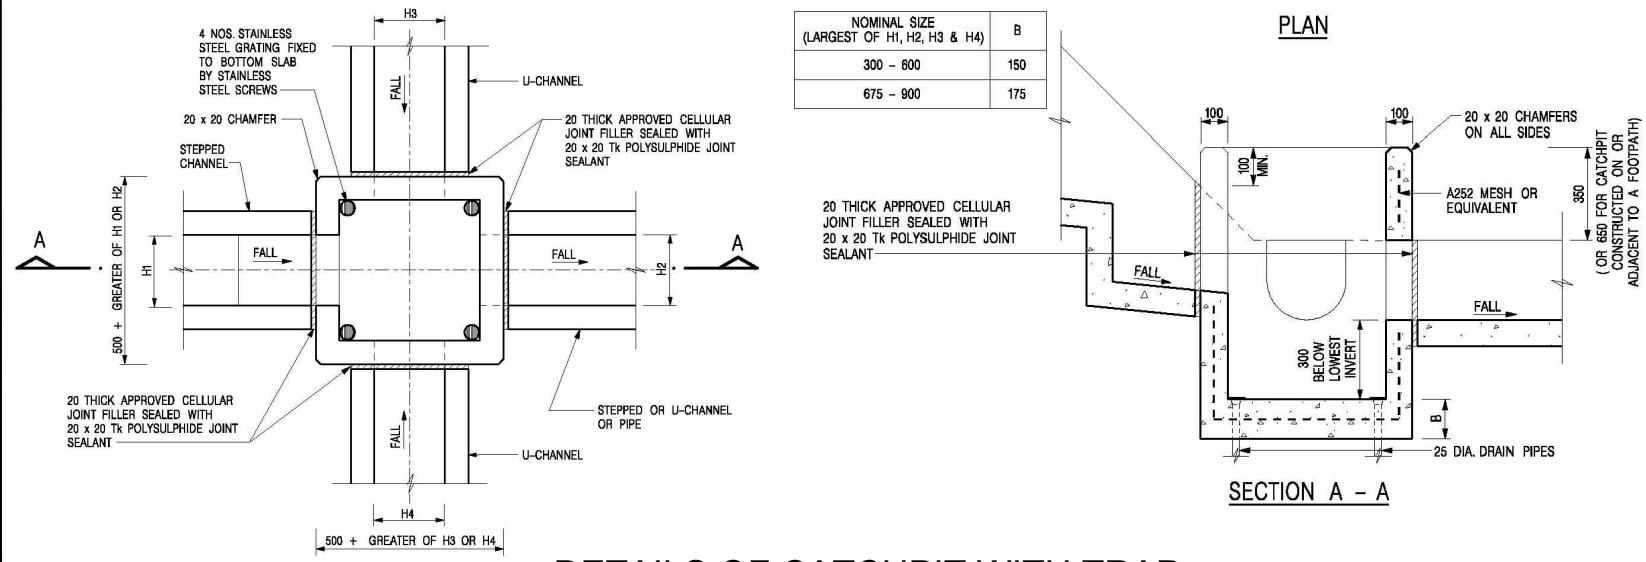 H3
4 NOS. STAINLESS
STEEL GRATING FIXED
TO BOTTOM SLAB
BY STAINLESS
STEEL SCREWS
20 x 20 CHAMFER
STEPPED
CHANNEL
FALL
U-CHANNEL
20 THICK APPROVED CELLULAR
JOINT FILLER SEALED WITH
20 x 20 Tk POLYSULPHIDE JOINT
SEALANT
A
500 + GREATER OF H1 OR H2
H1
FALL
FALL
H2
A
20 THICK APPROVED CELLULAR
JOINT FILLER SEALED WITH
20 x 20 Tk POLYSULPHIDE JOINT
SEALANT
FALL
STEPPED OR U-CHANNEL
OR PIPE
U-CHANNEL
H4
500 + GREATER OF H3 OR H4
NOMINAL SIZE
(LARGEST OF H1, H2, H3 & H4)
B
300 - 600
150
675 - 900
175
PLAN
100
100
20 x 20 CHAMFERS
ON ALL SIDES
100
MIN.
A252 MESH OR
EQUIVALENT
350
( OR 650 FOR CATCHPIT
CONSTRUCTED ON OR
ADJACENT TO A FOOTPATH)
20 THICK APPROVED CELLULAR
JOINT FILLER SEALED WITH
20 x 20 Tk POLYSULPHIDE JOINT
SEALANT
FALL
FALL
300
BELOW
LOWEST
INVERT
B
25 DIA. DRAIN PIPES
SECTION A - A
DETAILS OF CATCHPIT WITH TRAP